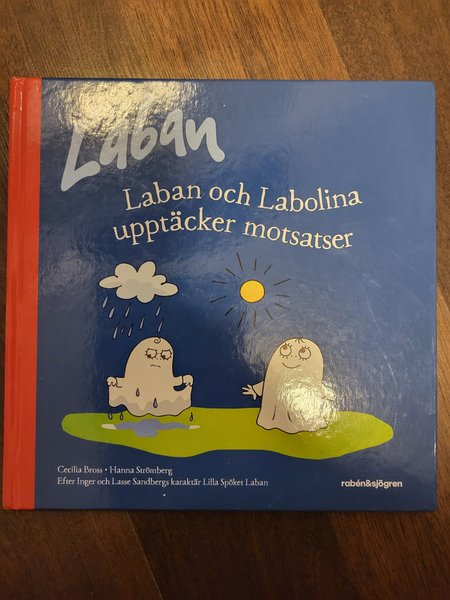 Laban
Laban och Labolina
upptäcker motsatser
Cecilia Bross • Hanna Strömberg
Efter Inger och Lasse Sandbergs karaktär Lilla Spöket Laban
rabén&sjögren